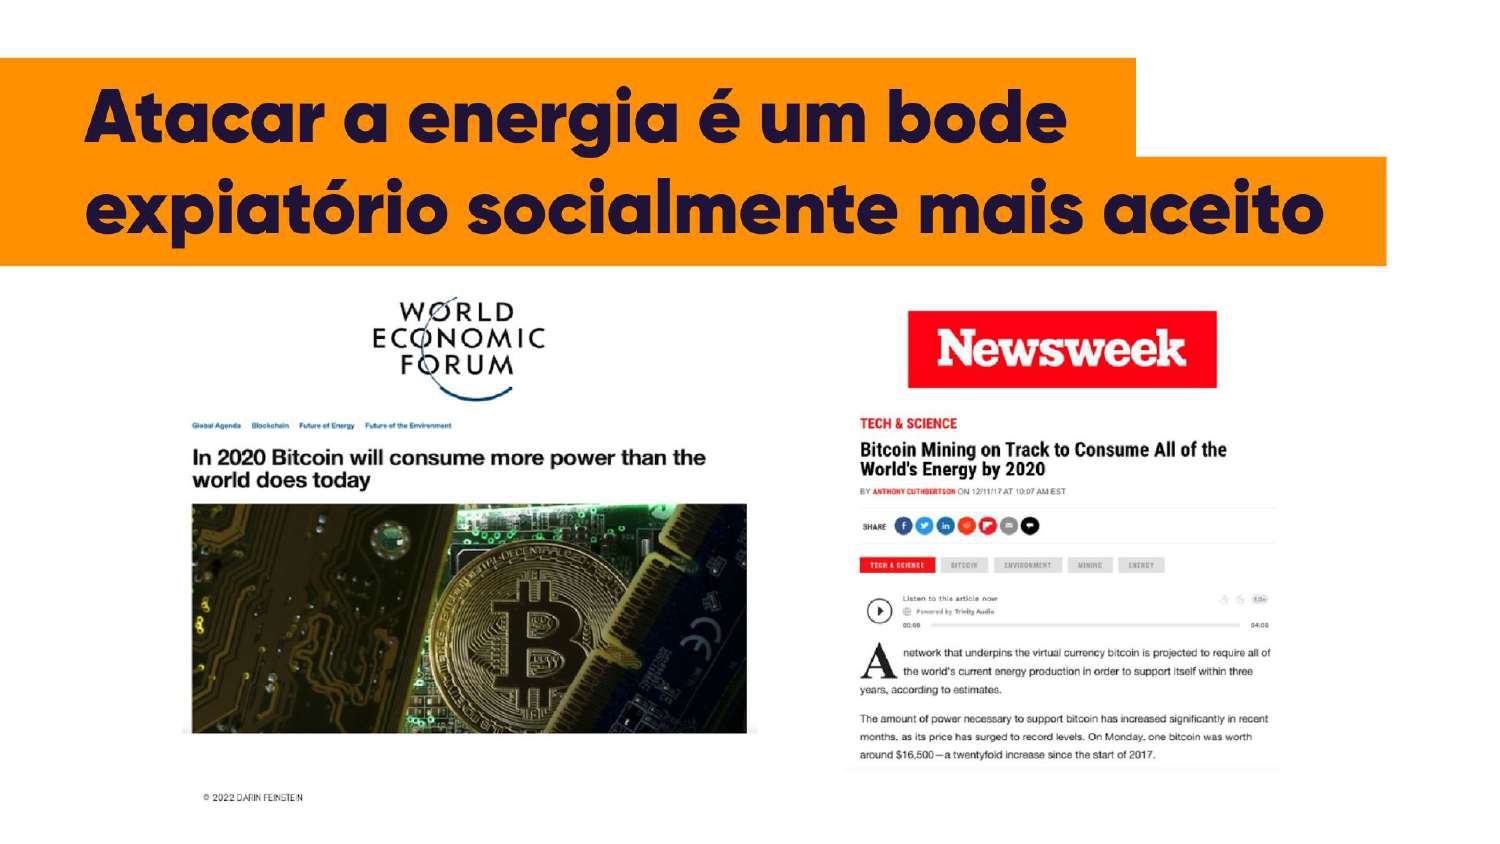 Atacar a energia é um bode
expiatório socialmente mais aceito
WORLD
ECONOMIC
FORUM
Global Agenda Blockchain Future of Energy Future of the Environment
In 2020 Bitcoin will consume more power than the
world does today
DECENTRALIZED
Newsweek
TECH & SCIENCE
Bitcoin Mining on Track to Consume All of the
World's Energy by 2020
BY ANTHONY CUTHBERTSON ON 12/11/17 AT 10:07 AM EST
SHARE
TECH & SCIENCE BITCOIN ENVIRONMENT MINING ENERGY
Listen to this article now
Powered by Trinity Audio
00:00 04:08
A network that underpins the virtual currency bitcoin is projected to require all of
the world's current energy production in order to support itself within three
years, according to estimates.
The amount of power necessary to support bitcoin has increased significantly in recent
months, as its price has surged to record levels. On Monday, one bitcoin was worth
around $16,500—a twentyfold increase since the start of 2017.
© 2022 DARIN FEINSTEIN